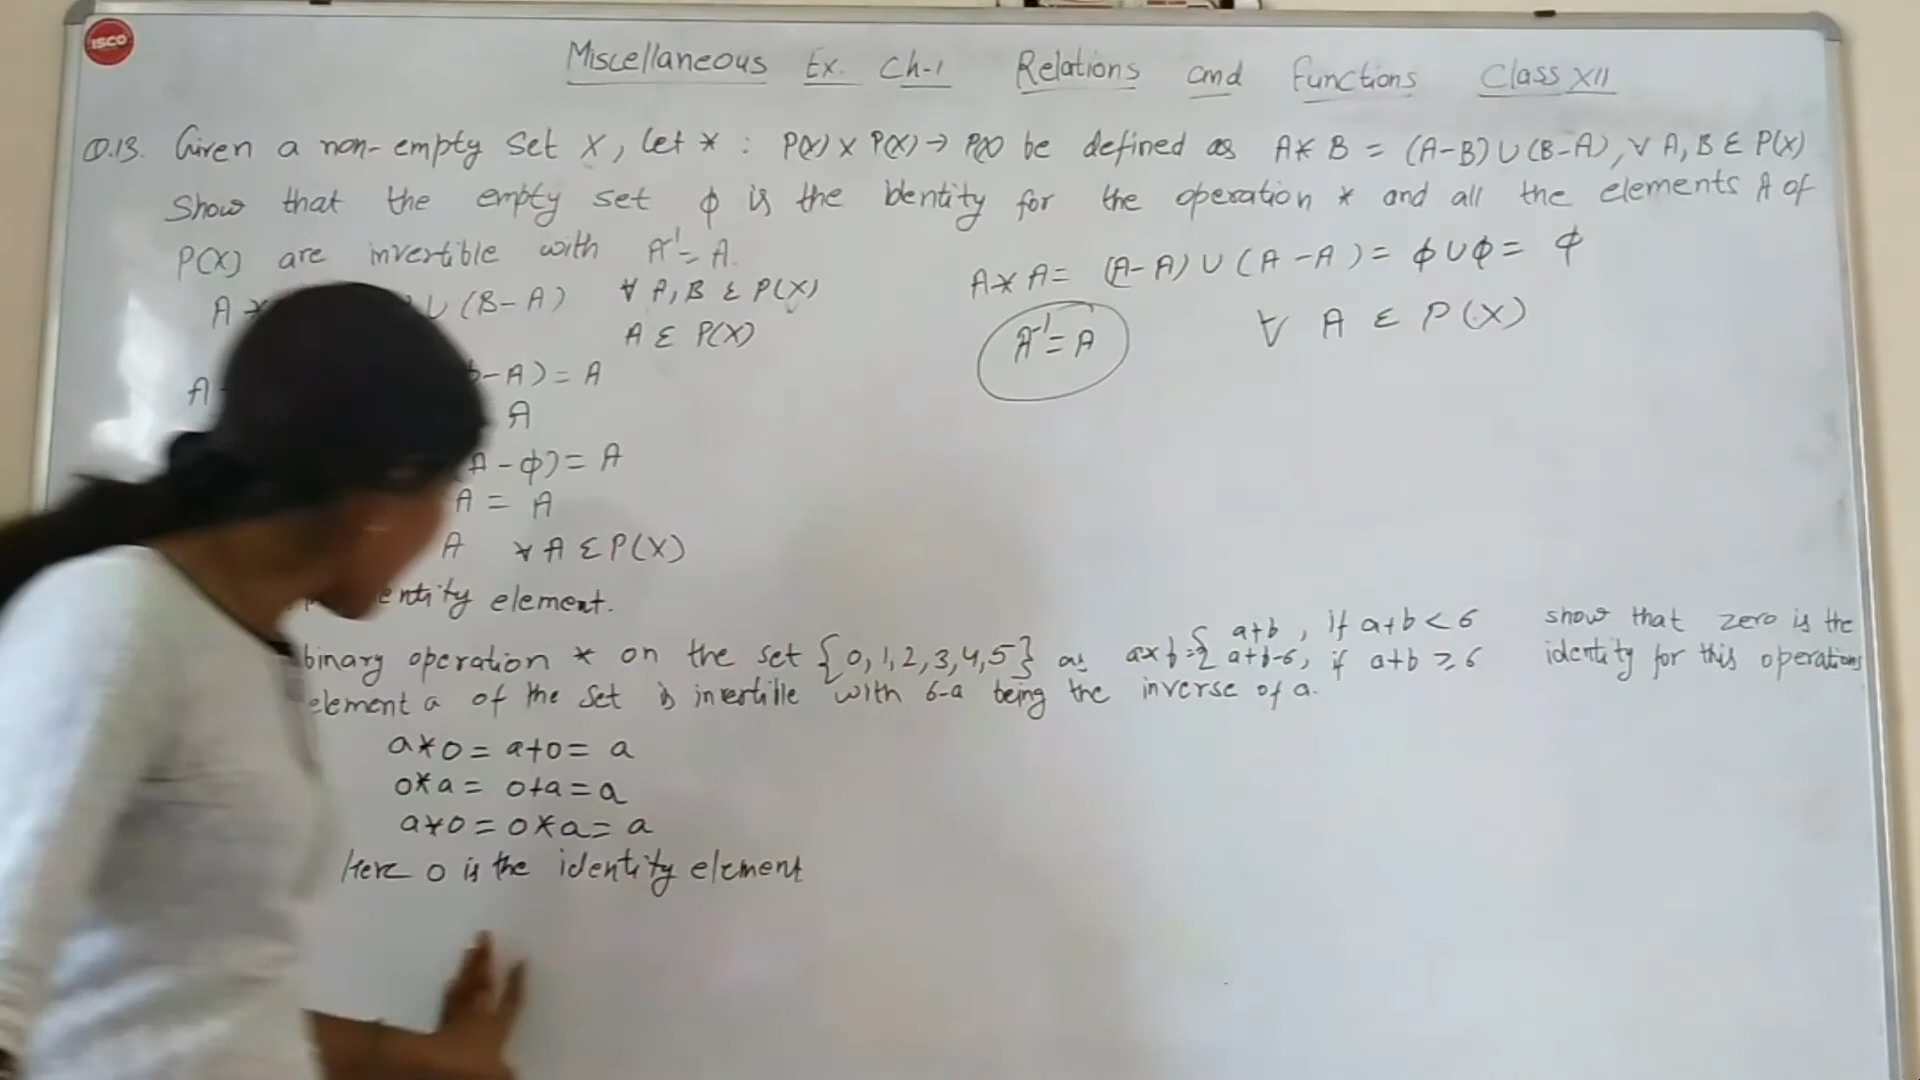 ISCO
Miscellaneous Ex. Ch-1 Relations and Functions Class XII
Q.13. Given a non-empty set X, let * : P(X) × P(X) → P(X) be defined as A * B = (A-B) ∪ (B-A), ∀ A, B ε P(X)
Show that the empty set ϕ is the identity for the operation * and all the elements A of
P(X) are invertible with A⁻¹ = A.
A * ∪ (B-A) ∀ A, B ε P(X)
A ε P(X)
A -A) = A
A
A - ϕ) = A
A = A
A ∀ A ε P(X)
entity element.
A * A = (A-A) ∪ (A-A) = ϕ ∪ ϕ = ϕ
A⁻¹ = A ∀ A ε P(X)
binary operation * on the set {0,1,2,3,4,5} as a*b = { a+b, if a+b < 6 show that zero is the
a+b-6, if a+b ≥ 6 identity for this operations
element a of the set is invertible with 6-a being the inverse of a.
a*0 = a+0 = a
0*a = 0+a = a
a*0 = 0*a = a
Here 0 is the identity element